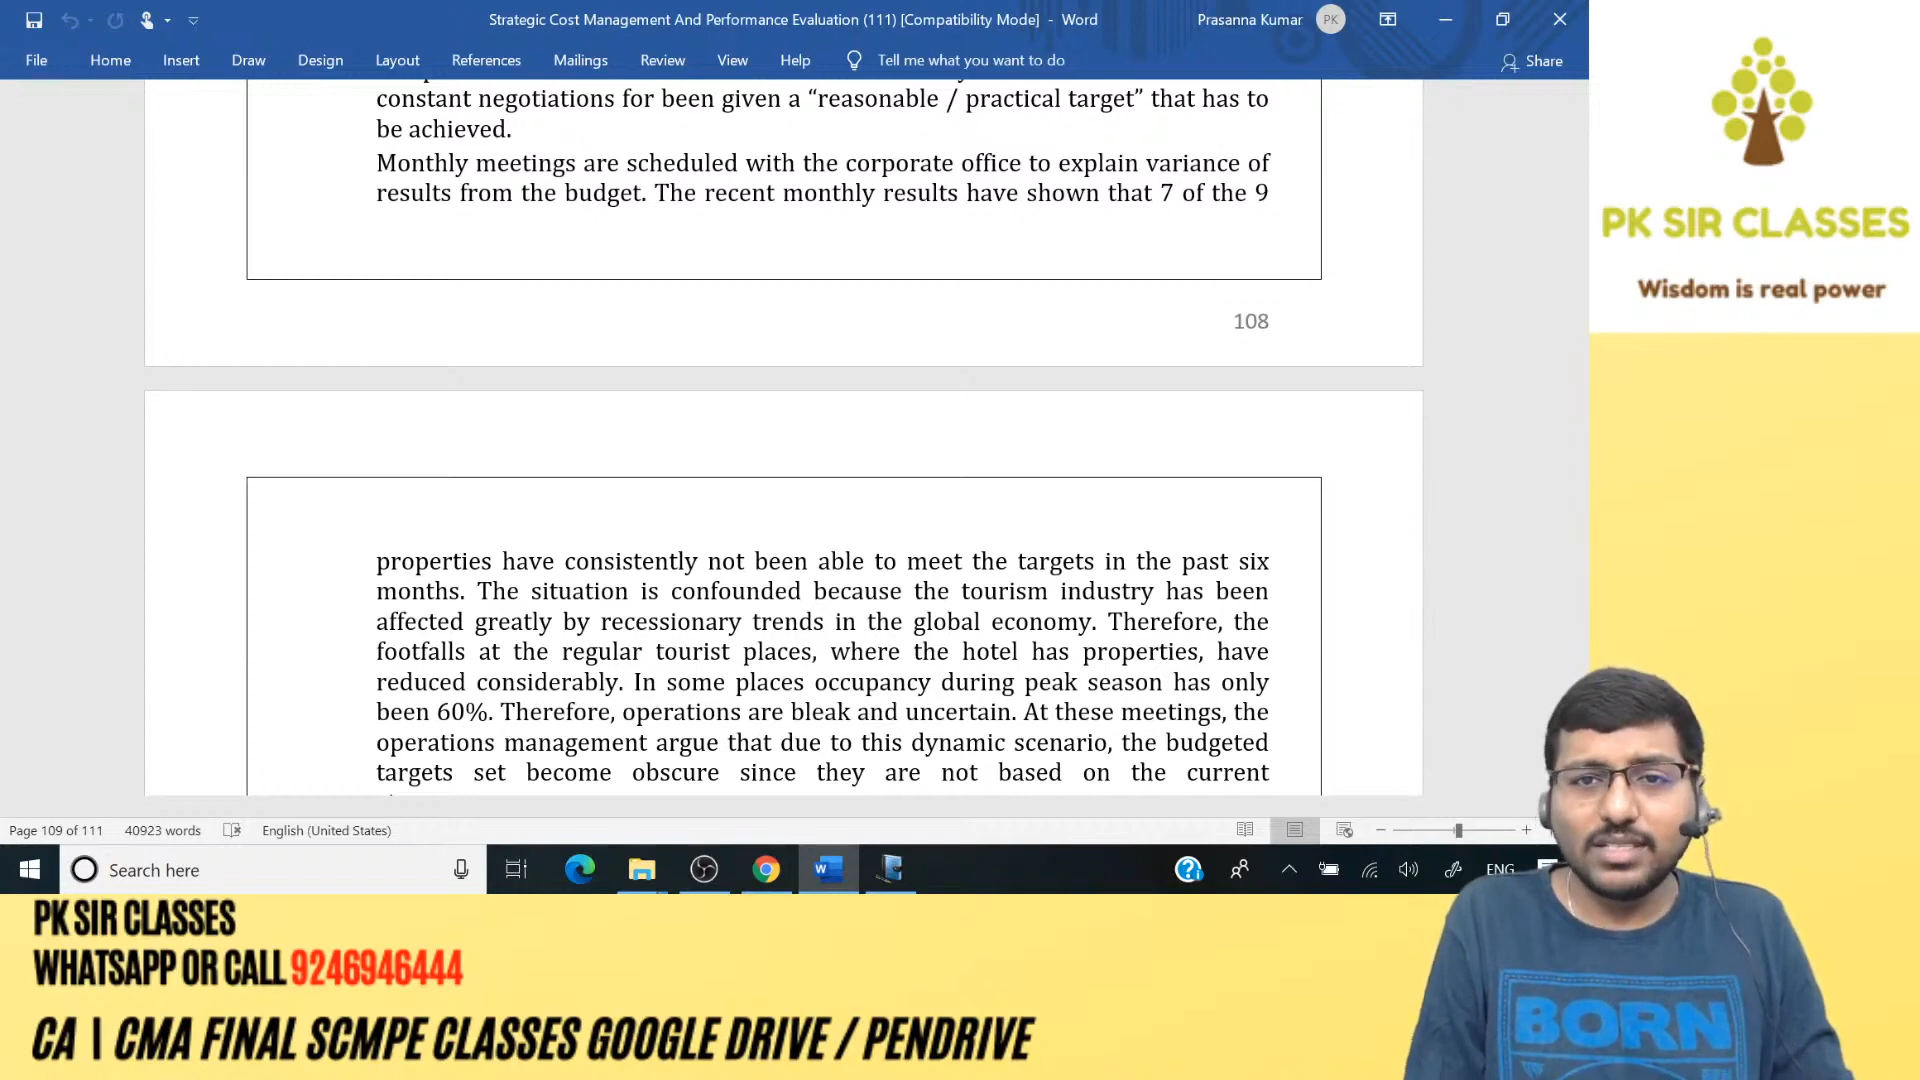 Strategic Cost Management And Performance Evaluation (111) [Compatibility Mode] - Word
Prasanna Kumar
PK
File Home Insert Draw Design Layout References Mailings Review View Help Tell me what you want to do
Share
constant negotiations for been given a “reasonable / practical target” that has to
be achieved.
Monthly meetings are scheduled with the corporate office to explain variance of
results from the budget. The recent monthly results have shown that 7 of the 9
108
properties have consistently not been able to meet the targets in the past six
months. The situation is confounded because the tourism industry has been
affected greatly by recessionary trends in the global economy. Therefore, the
footfalls at the regular tourist places, where the hotel has properties, have
reduced considerably. In some places occupancy during peak season has only
been 60%. Therefore, operations are bleak and uncertain. At these meetings, the
operations management argue that due to this dynamic scenario, the budgeted
targets set become obscure since they are not based on the current
Page 109 of 111 40923 words English (United States)
Search here
ENG
PK SIR CLASSES
Wisdom is real power
PK SIR CLASSES
WHATSAPP OR CALL 9246946444
CA | CMA FINAL SCMPE CLASSES GOOGLE DRIVE / PENDRIVE
BORN